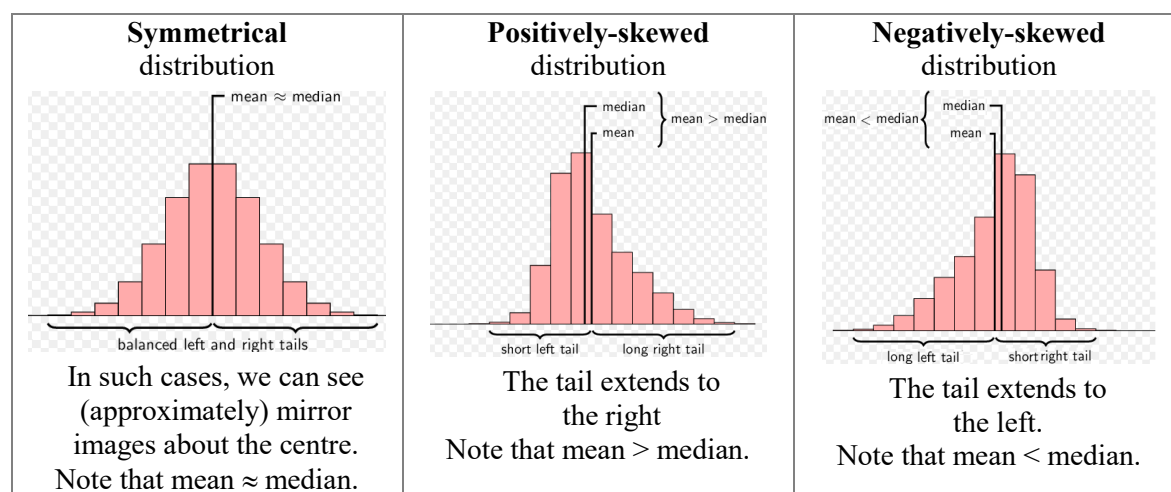 Symmetrical
distribution
mean ≈ median
balanced left and right tails
In such cases, we can see
(approximately) mirror
images about the centre.
Note that mean ≈ median.
Positively-skewed
distribution
median
mean
mean > median
short left tail
long right tail
The tail extends to
the right
Note that mean > median.
Negatively-skewed
distribution
median
mean < median
mean
long left tail
short right tail
The tail extends to
the left.
Note that mean < median.